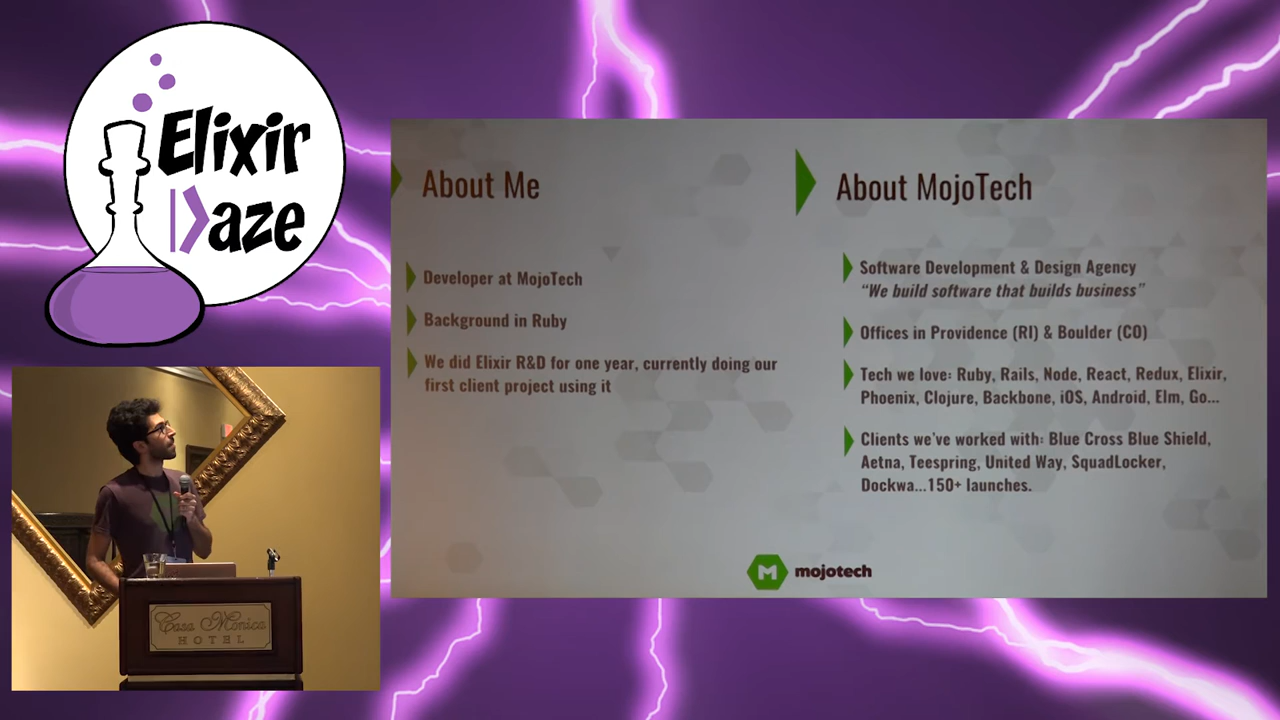 Elixir
Daze
About Me
Developer at MojoTech
Background in Ruby
We did Elixir R&D for one year, currently doing our
first client project using it
About MojoTech
Software Development & Design Agency
“We build software that builds business”
Offices in Providence (RI) & Boulder (CO)
Tech we love: Ruby, Rails, Node, React, Redux, Elixir,
Phoenix, Clojure, Backbone, iOS, Android, Elm, Go...
Clients we've worked with: Blue Cross Blue Shield,
Aetna, Teespring, United Way, SquadLocker,
Dockwa...150+ launches.
M mojotech
Casa Monica
HOTEL